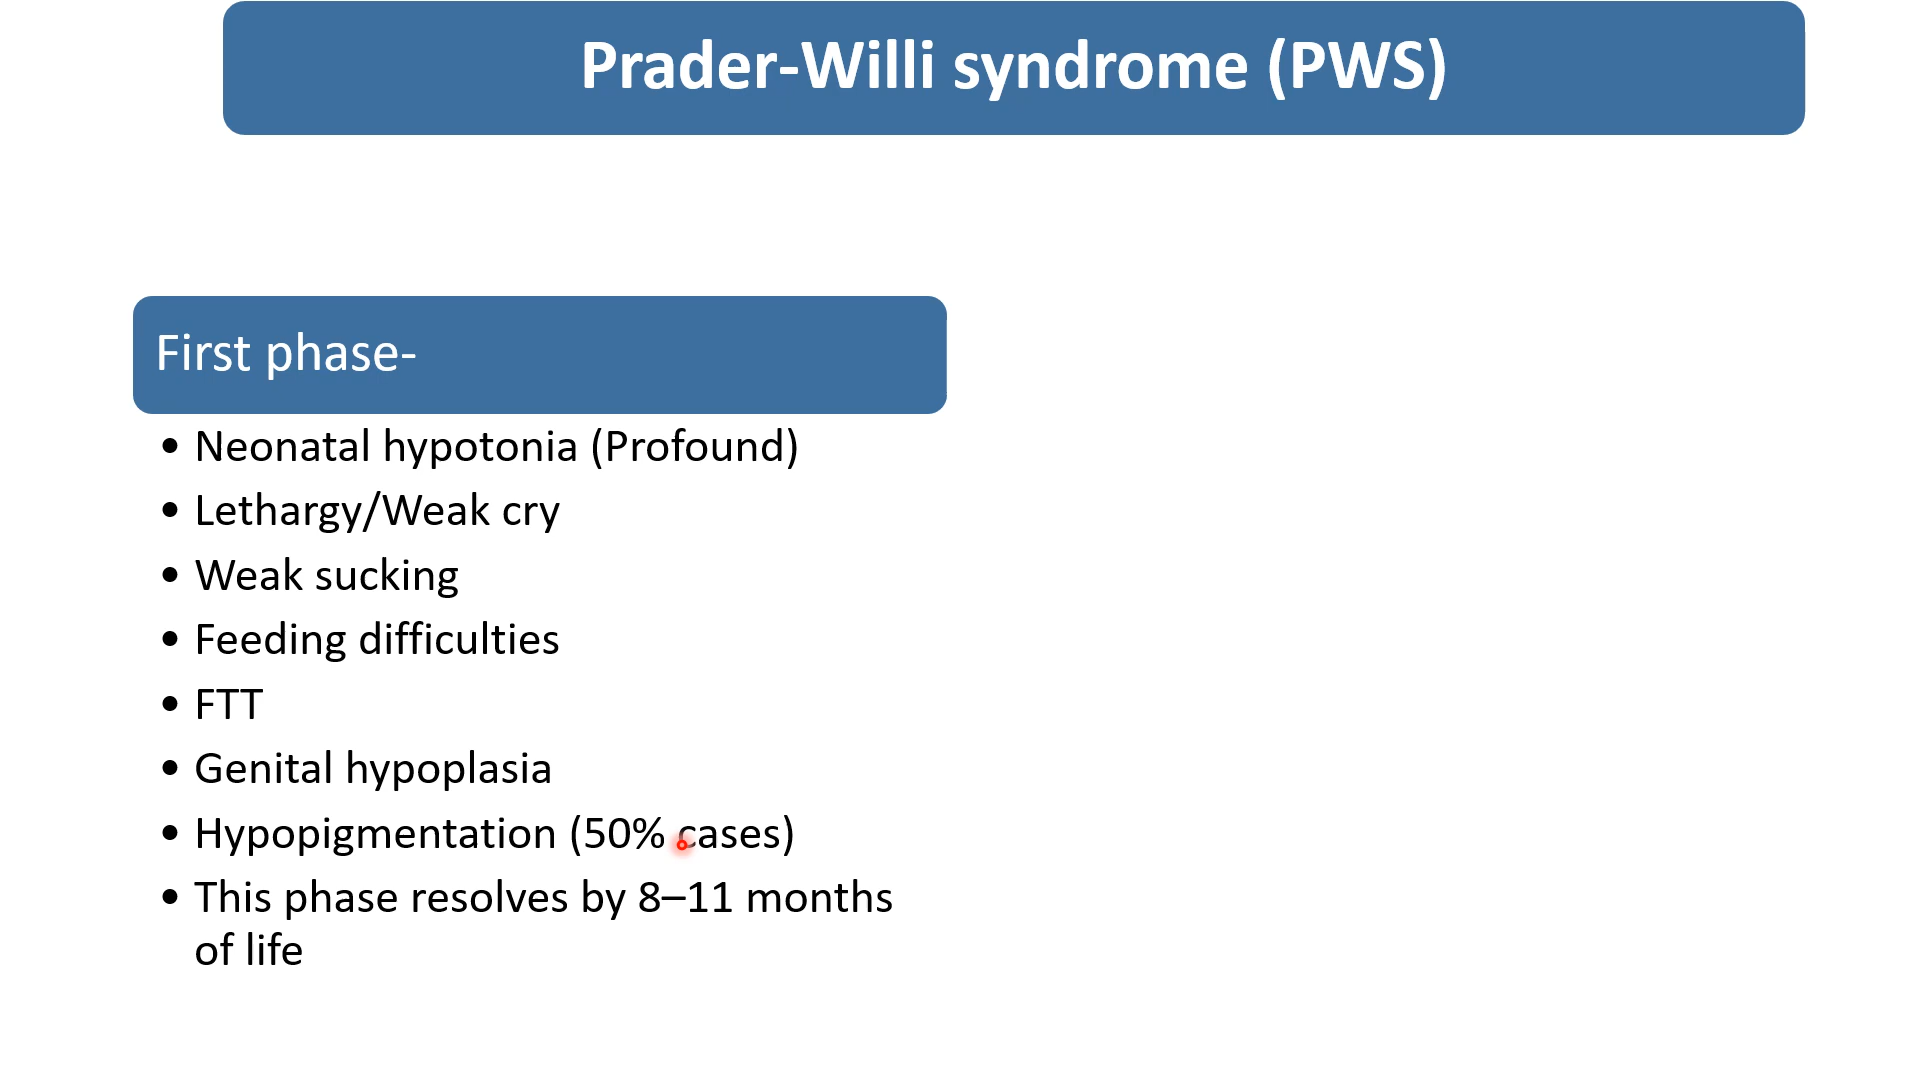 Prader-Willi syndrome (PWS)
First phase-
• Neonatal hypotonia (Profound)
• Lethargy/Weak cry
• Weak sucking
• Feeding difficulties
• FTT
• Genital hypoplasia
• Hypopigmentation (50% cases)
• This phase resolves by 8–11 months
of life